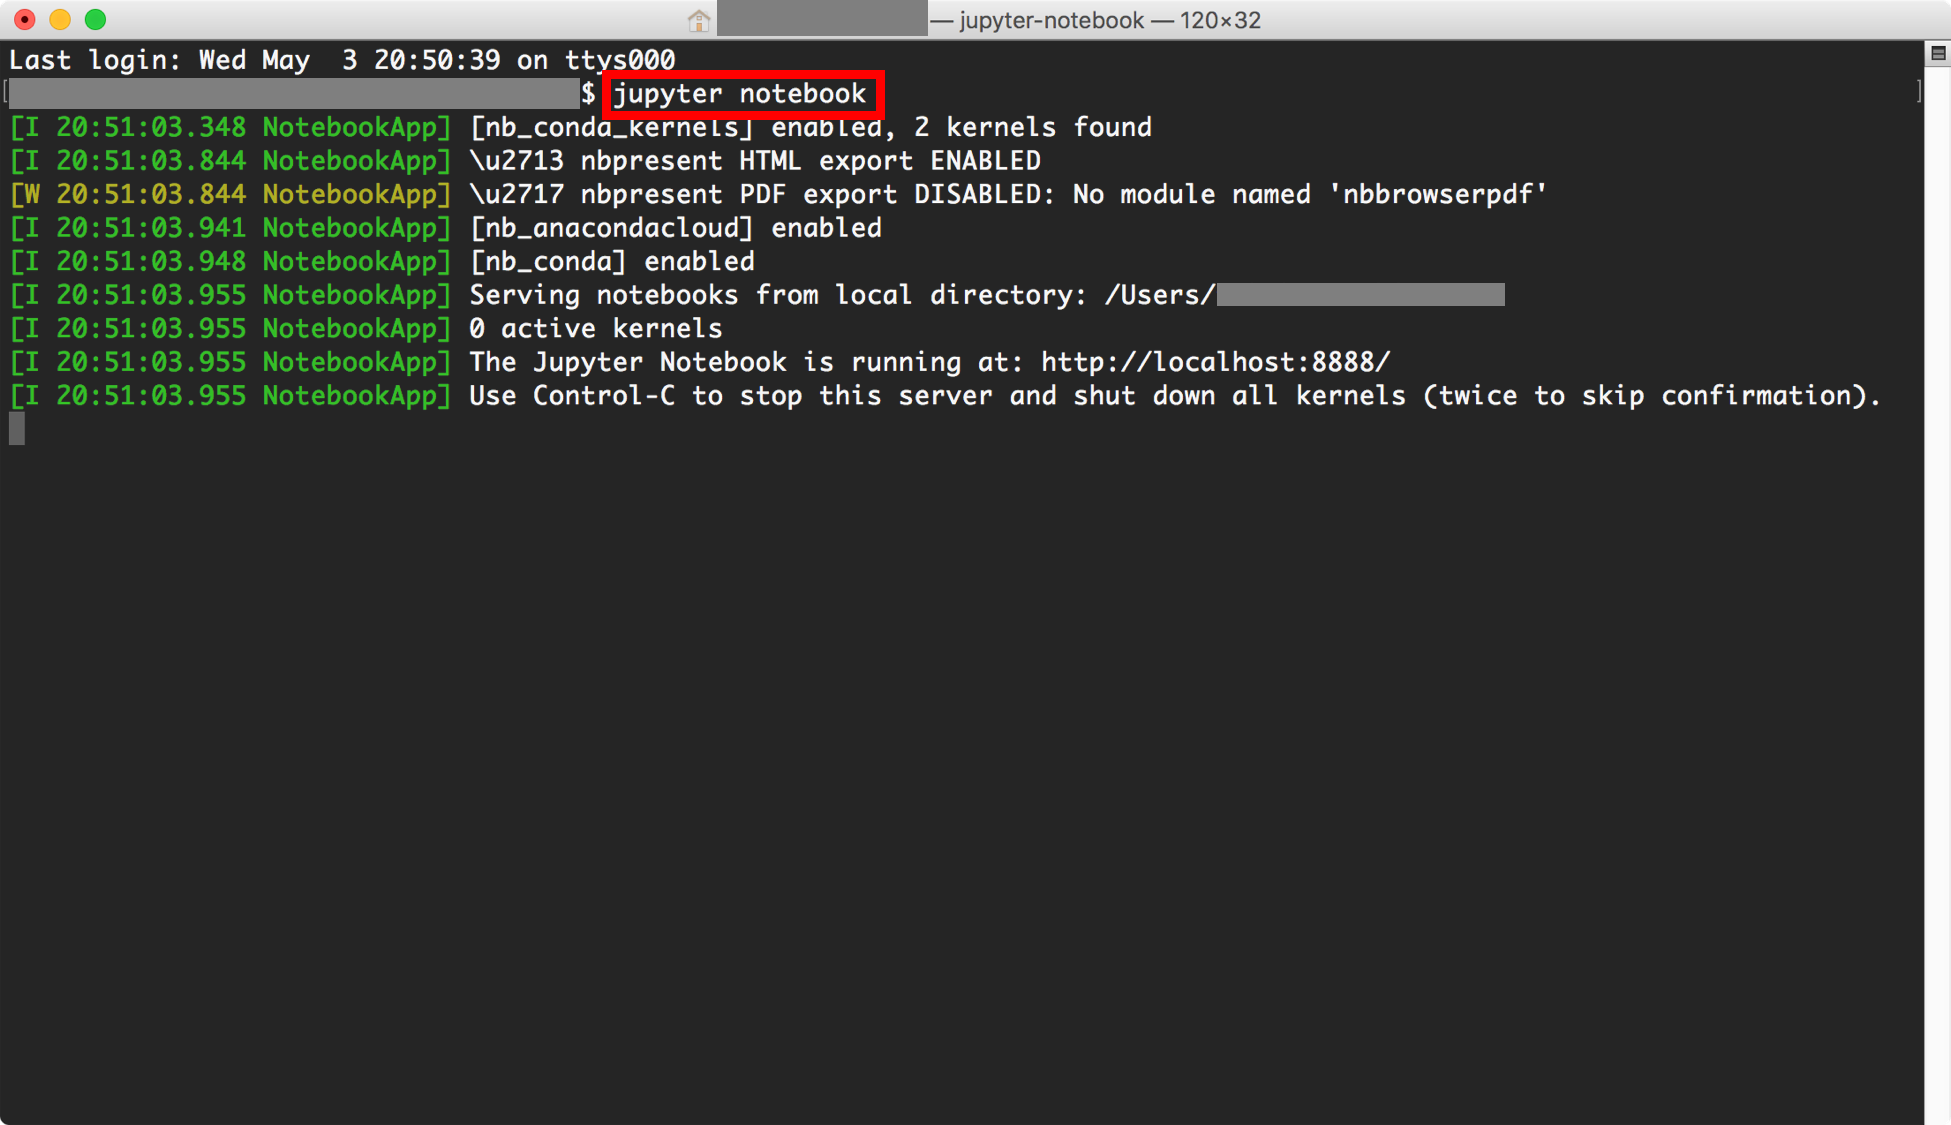 — jupyter-notebook — 120×32
Last login: Wed May  3 20:50:39 on ttys000
[$ jupyter notebook ]
[I 20:51:03.348 NotebookApp] [nb_conda_kernels] enabled, 2 kernels found
[I 20:51:03.844 NotebookApp] \u2713 nbpresent HTML export ENABLED
[W 20:51:03.844 NotebookApp] \u2717 nbpresent PDF export DISABLED: No module named 'nbbrowserpdf'
[I 20:51:03.941 NotebookApp] [nb_anacondacloud] enabled
[I 20:51:03.948 NotebookApp] [nb_conda] enabled
[I 20:51:03.955 NotebookApp] Serving notebooks from local directory: /Users/
[I 20:51:03.955 NotebookApp] 0 active kernels
[I 20:51:03.955 NotebookApp] The Jupyter Notebook is running at: http://localhost:8888/
[I 20:51:03.955 NotebookApp] Use Control-C to stop this server and shut down all kernels (twice to skip confirmation).